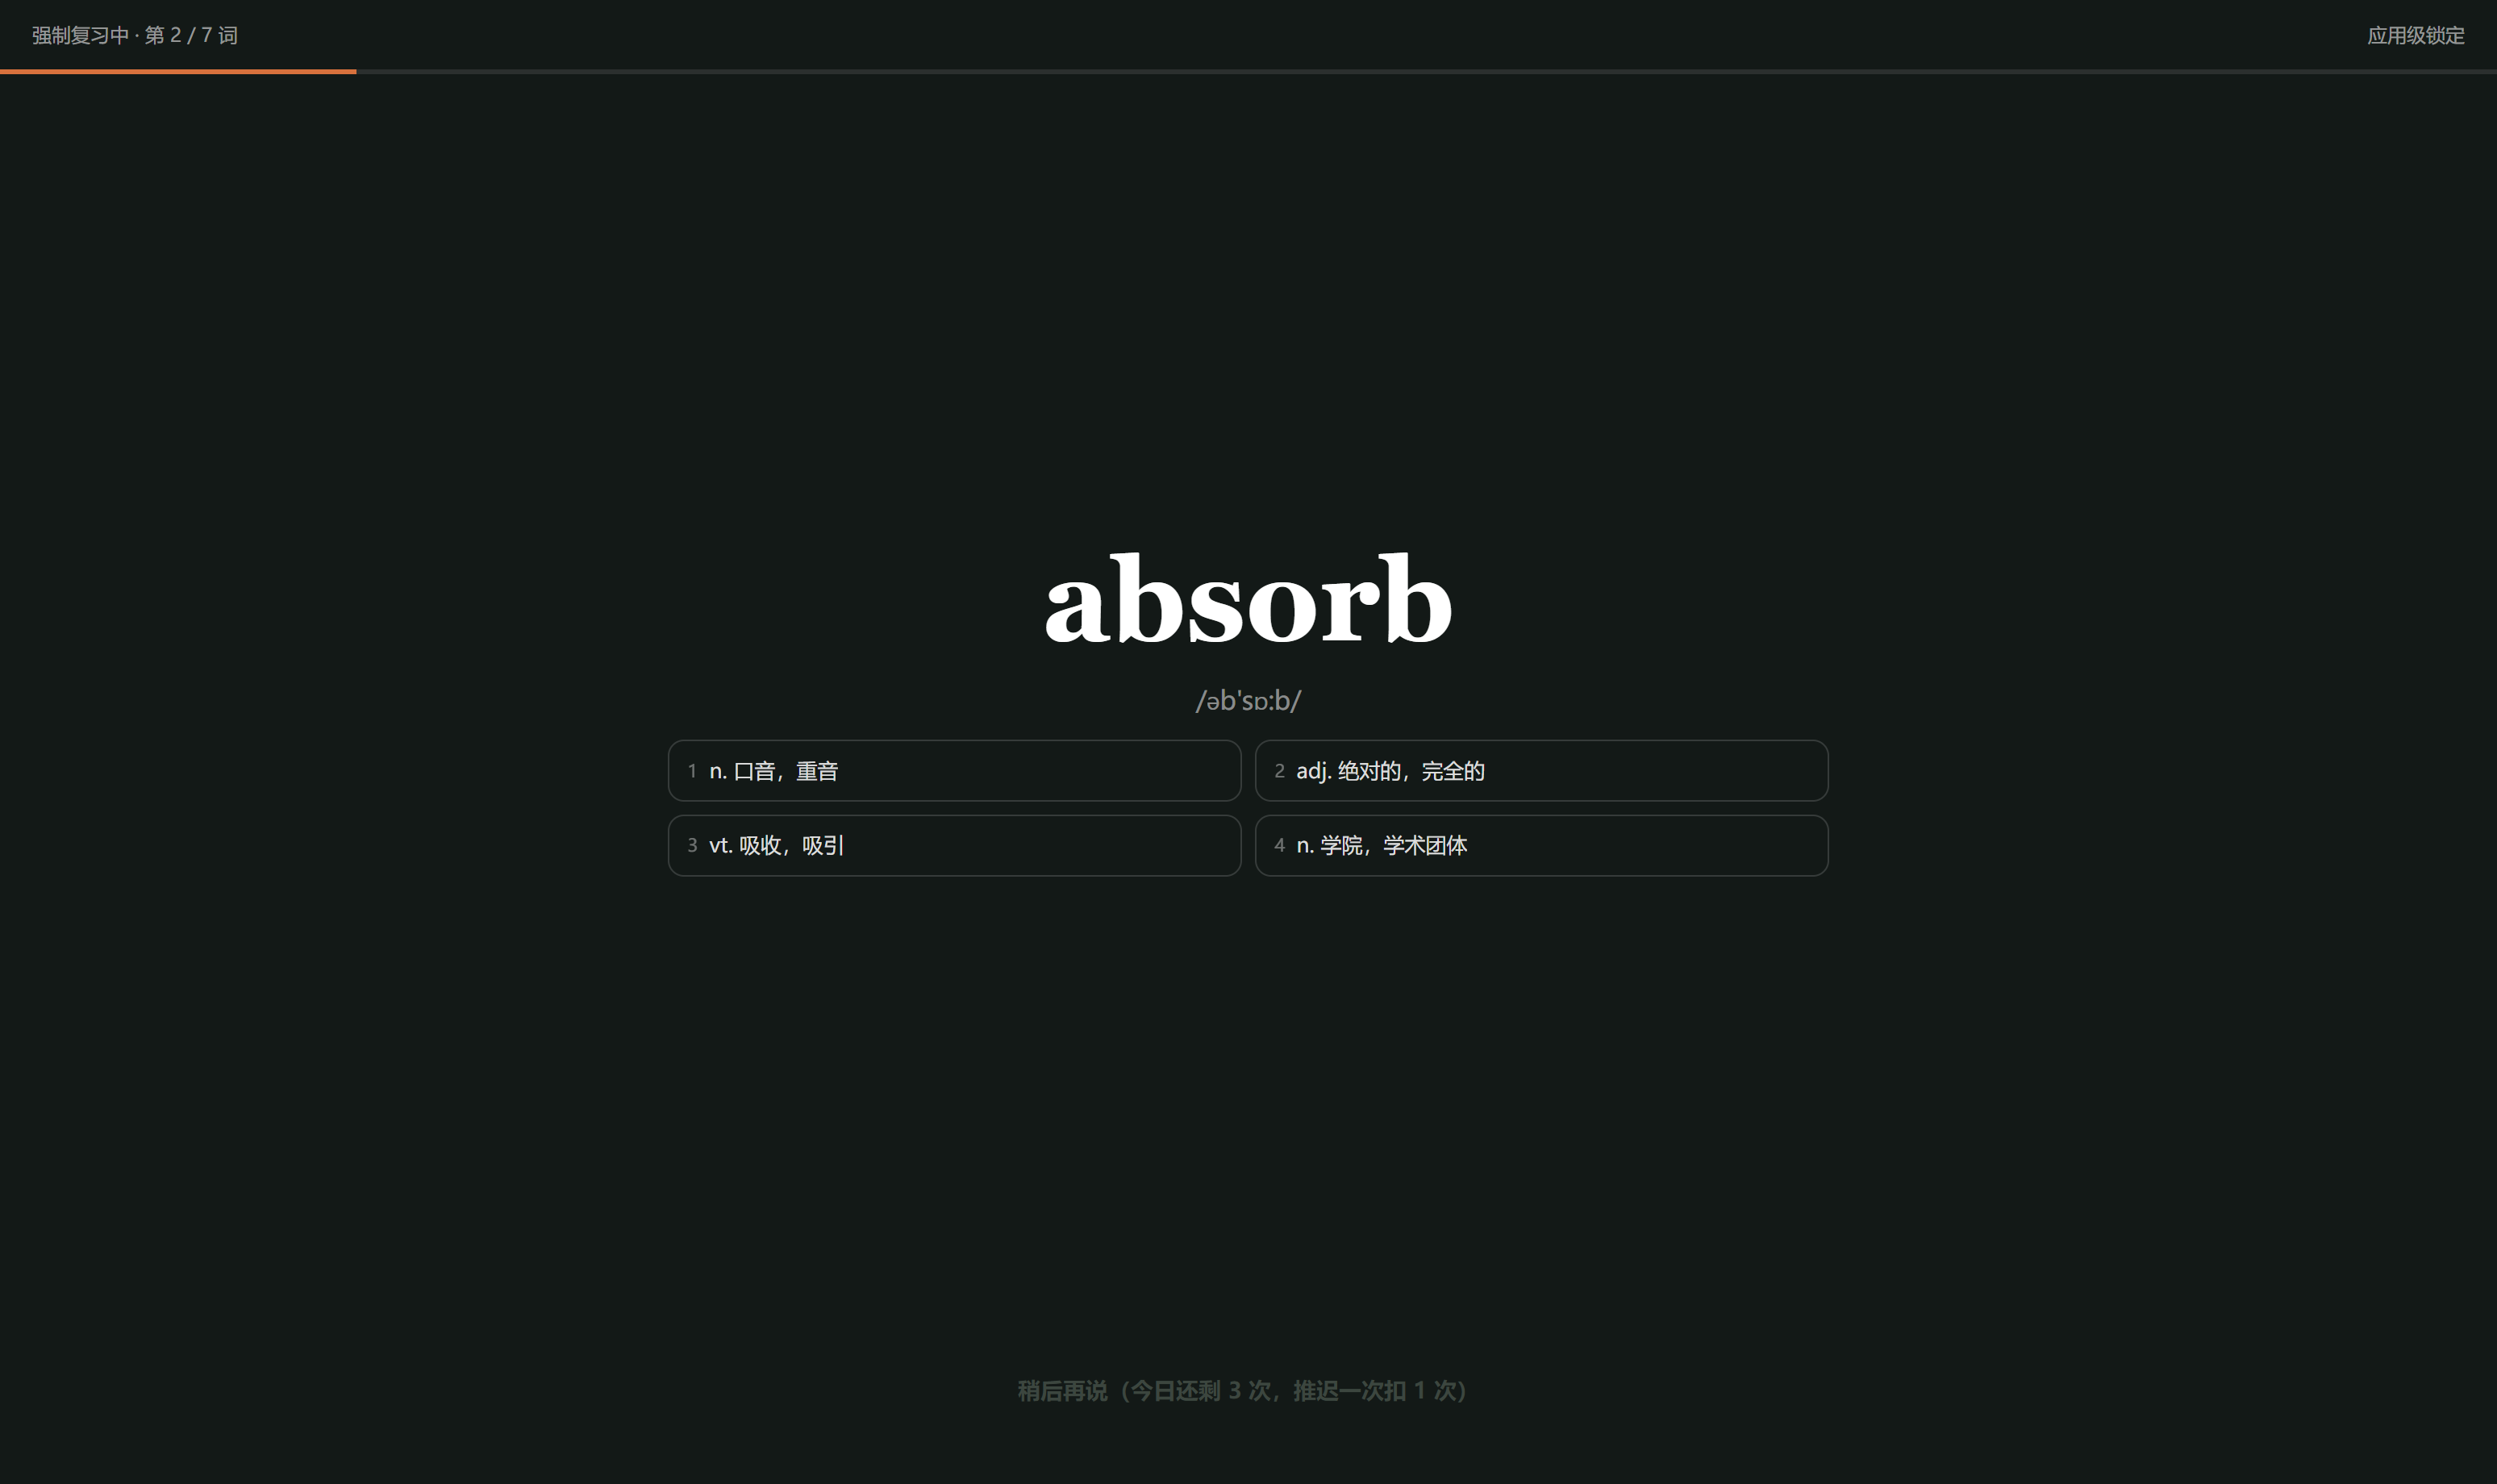 强制复习中 · 第 2 / 7 词
应用级锁定
absorb
/əb'sɒ:b/
1 n. 口音，重音
2 adj. 绝对的，完全的
3 vt. 吸收，吸引
4 n. 学院，学术团体
稍后再说（今日还剩 3 次，推迟一次扣 1 次）